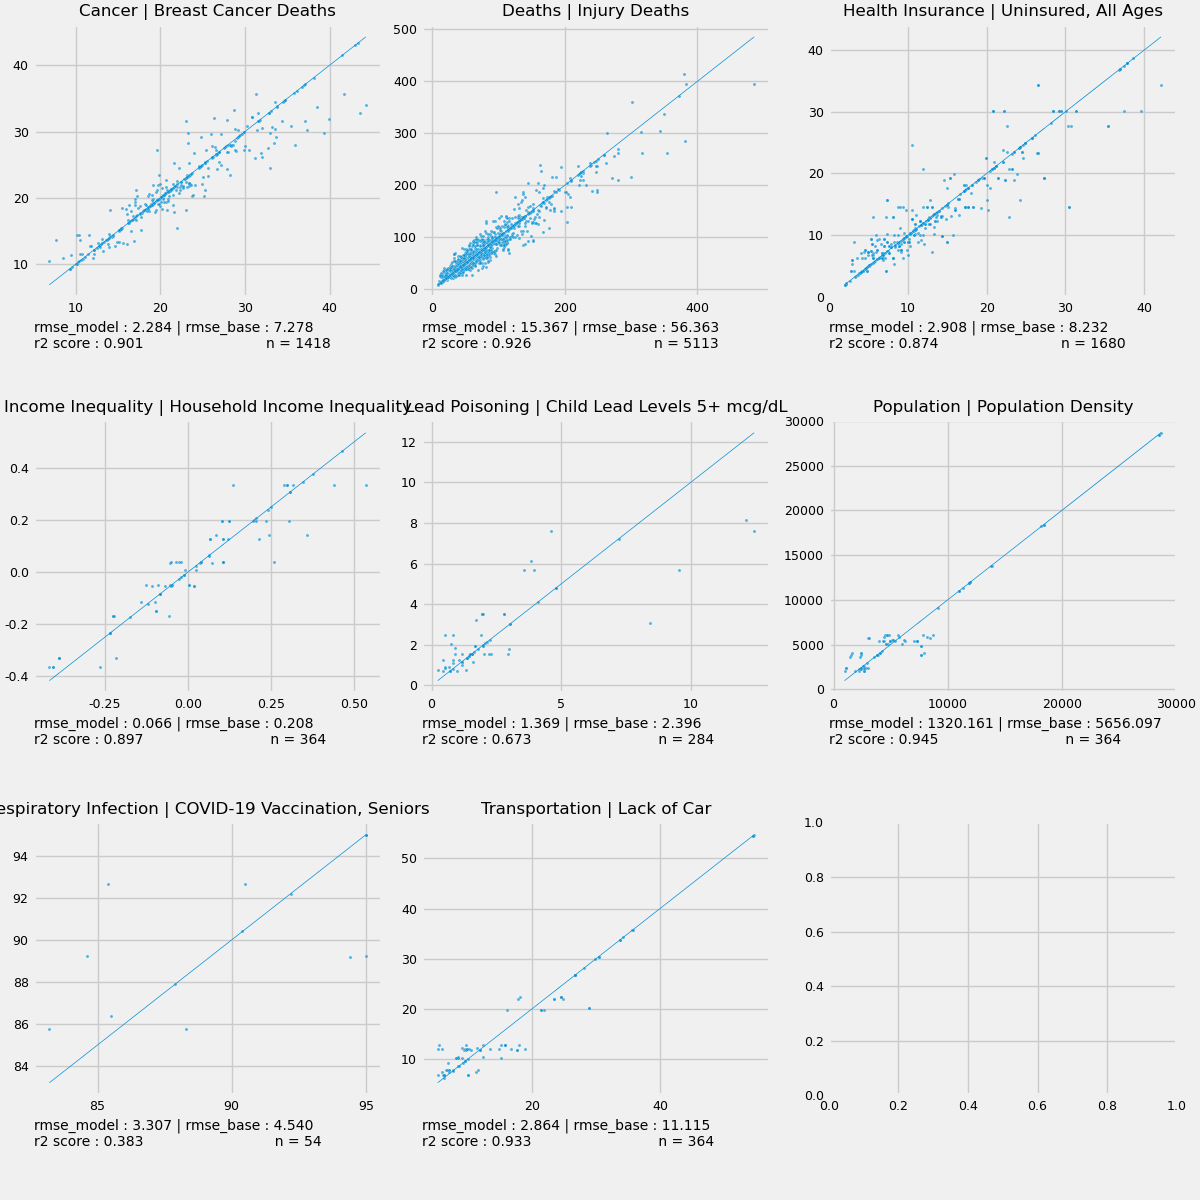 Cancer | Breast Cancer Deaths
40
30
20
10
10 20 30 40
rmse_model : 2.284 | rmse_base : 7.278
r2 score : 0.901 n = 1418
Deaths | Injury Deaths
500
400
300
200
100
0
0 200 400
rmse_model : 15.367 | rmse_base : 56.363
r2 score : 0.926 n = 5113
Health Insurance | Uninsured, All Ages
40
30
20
10
0
0 10 20 30 40
rmse_model : 2.908 | rmse_base : 8.232
r2 score : 0.874 n = 1680
Income Inequality | Household Income Inequality
0.4
0.2
0.0
-0.2
-0.4
-0.25 0.00 0.25 0.50
rmse_model : 0.066 | rmse_base : 0.208
r2 score : 0.897 n = 364
Lead Poisoning | Child Lead Levels 5+ mcg/dL
12
10
8
6
4
2
0
0 5 10
rmse_model : 1.369 | rmse_base : 2.396
r2 score : 0.673 n = 284
Population | Population Density
30000
25000
20000
15000
10000
5000
0
0 10000 20000 30000
rmse_model : 1320.161 | rmse_base : 5656.097
r2 score : 0.945 n = 364
espiratory Infection | COVID-19 Vaccination, Seniors
94
92
90
88
86
84
85 90 95
rmse_model : 3.307 | rmse_base : 4.540
r2 score : 0.383 n = 54
Transportation | Lack of Car
50
40
30
20
10
20 40
rmse_model : 2.864 | rmse_base : 11.115
r2 score : 0.933 n = 364
1.0
0.8
0.6
0.4
0.2
0.0
0.0 0.2 0.4 0.6 0.8 1.0